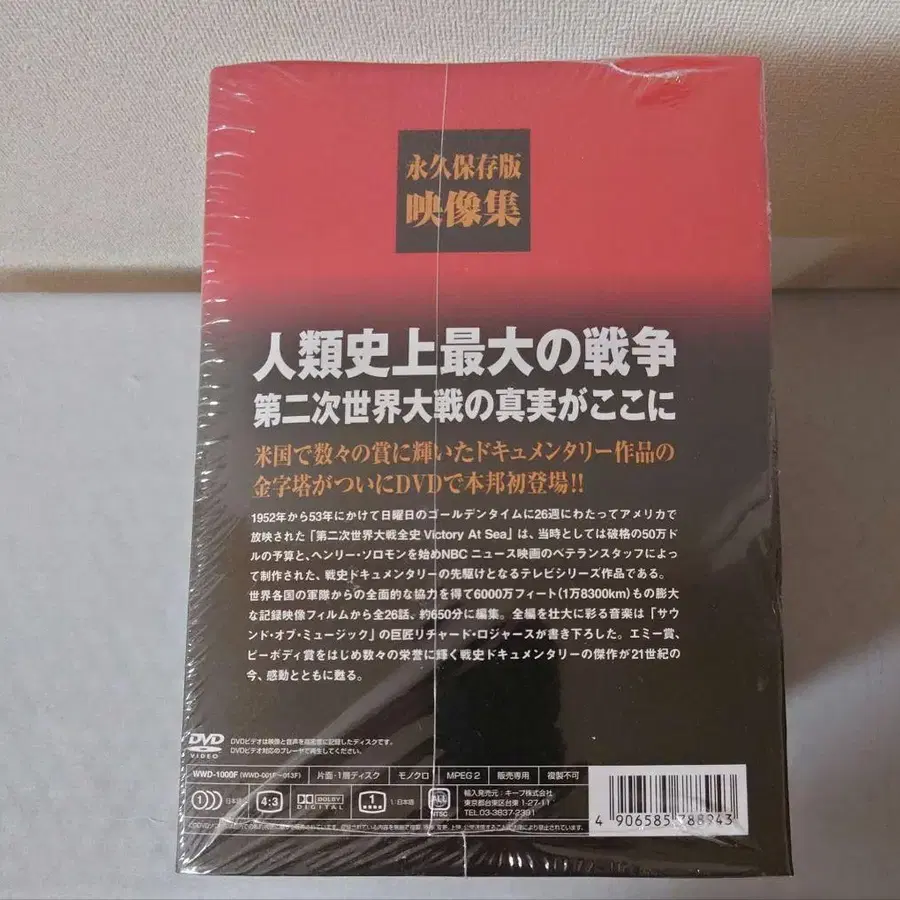 永久保存版
映像集
人類史上最大の戦争
第二次世界大戦の真実がここに
米国で数々の賞に輝いたドキュメンタリー作品の
金字塔がついにDVDで本邦初登場!!
1952年から53年にかけて日曜日のゴールデンタイムに26週にわたってアメリカで
放映された「第二次世界大戦全史 Victory At Sea」は、当時としては破格の50万ド
ルの予算と、ヘンリー・ソロモンを始めNBC ニュース映画のベテランスタッフによっ
て制作された、戦史ドキュメンタリーの先駆けとなるテレビシリーズ作品である。
世界各国の軍隊からの全面的な協力を得て6000万フィート(1万8300km)もの膨大
な記録映像フィルムから全26話、約650分に編集。全編を壮大に彩る音楽は「サウ
ンド・オブ・ミュージック」の巨匠リチャード・ロジャースが書き下ろした。エミー賞、
ピーボディ賞をはじめ数々の栄誉に輝く戦史ドキュメンタリーの傑作が21世紀の
今、感動とともに甦る。
DVD VIDEO
DVDビデオは映像と音声を高密度に記録したディスクです。
DVDビデオ対応のプレーヤで再生してください。
WWD-1000F (WWD-001F~013F) 片面・1層ディスク モノクロ MPEG 2 販売専用 複製不可
1 日本語 4:3 DOLBY DIGITAL 1 1:日本語 ALL NTSC
輸入発売元:キープ株式会社
東京都台東区台東 1-27-11
TEL.03-3837-2391
4 906585 788943